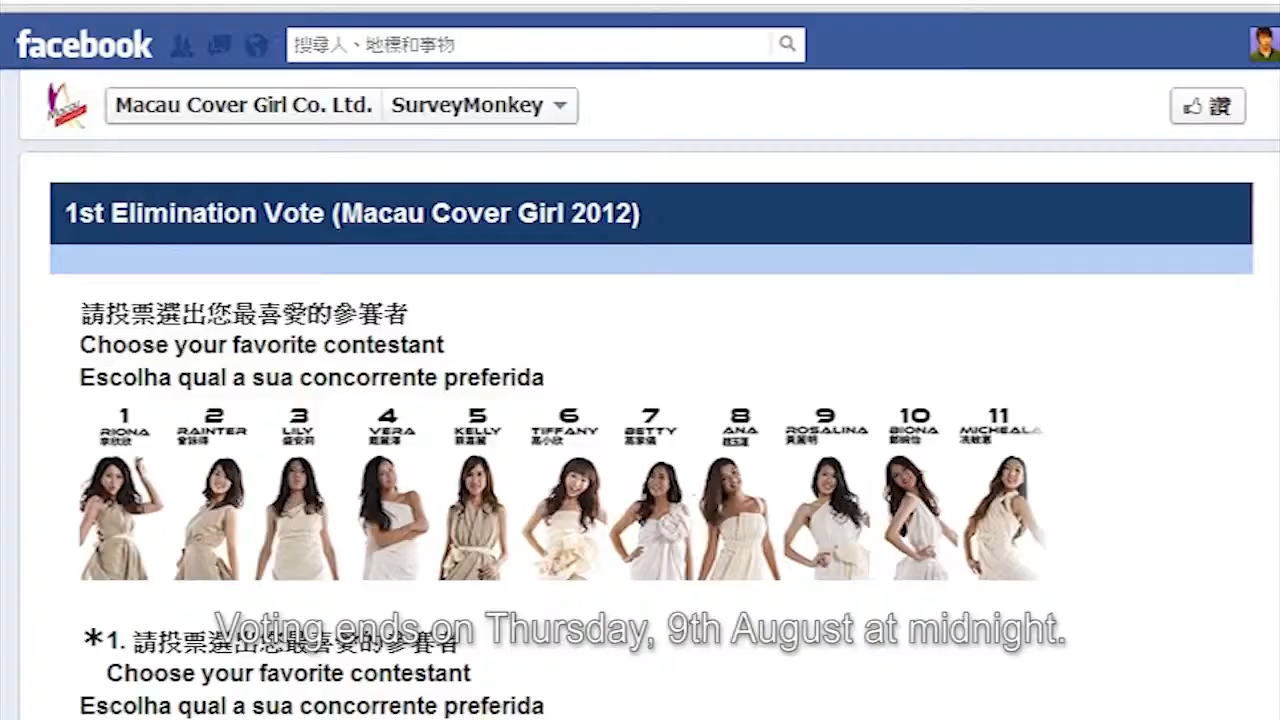 facebook
搜尋人、地標和事物
Macau
Macau Cover Girl Co. Ltd. SurveyMonkey
讚
1st Elimination Vote (Macau Cover Girl 2012)
請投票選出您最喜愛的參賽者
Choose your favorite contestant
Escolha qual a sua concorrente preferida
1 2 3 4 5 6 7 8 9 10 11
RIONA RAINTER LILY VERA KELLY TIFFANY BETTY ANA ROSALINA BIONA MICHEALA
*1. 請投票選出您最喜愛的參賽者
Voting ends on Thursday, 9th August at midnight.
Choose your favorite contestant
Escolha qual a sua concorrente preferida